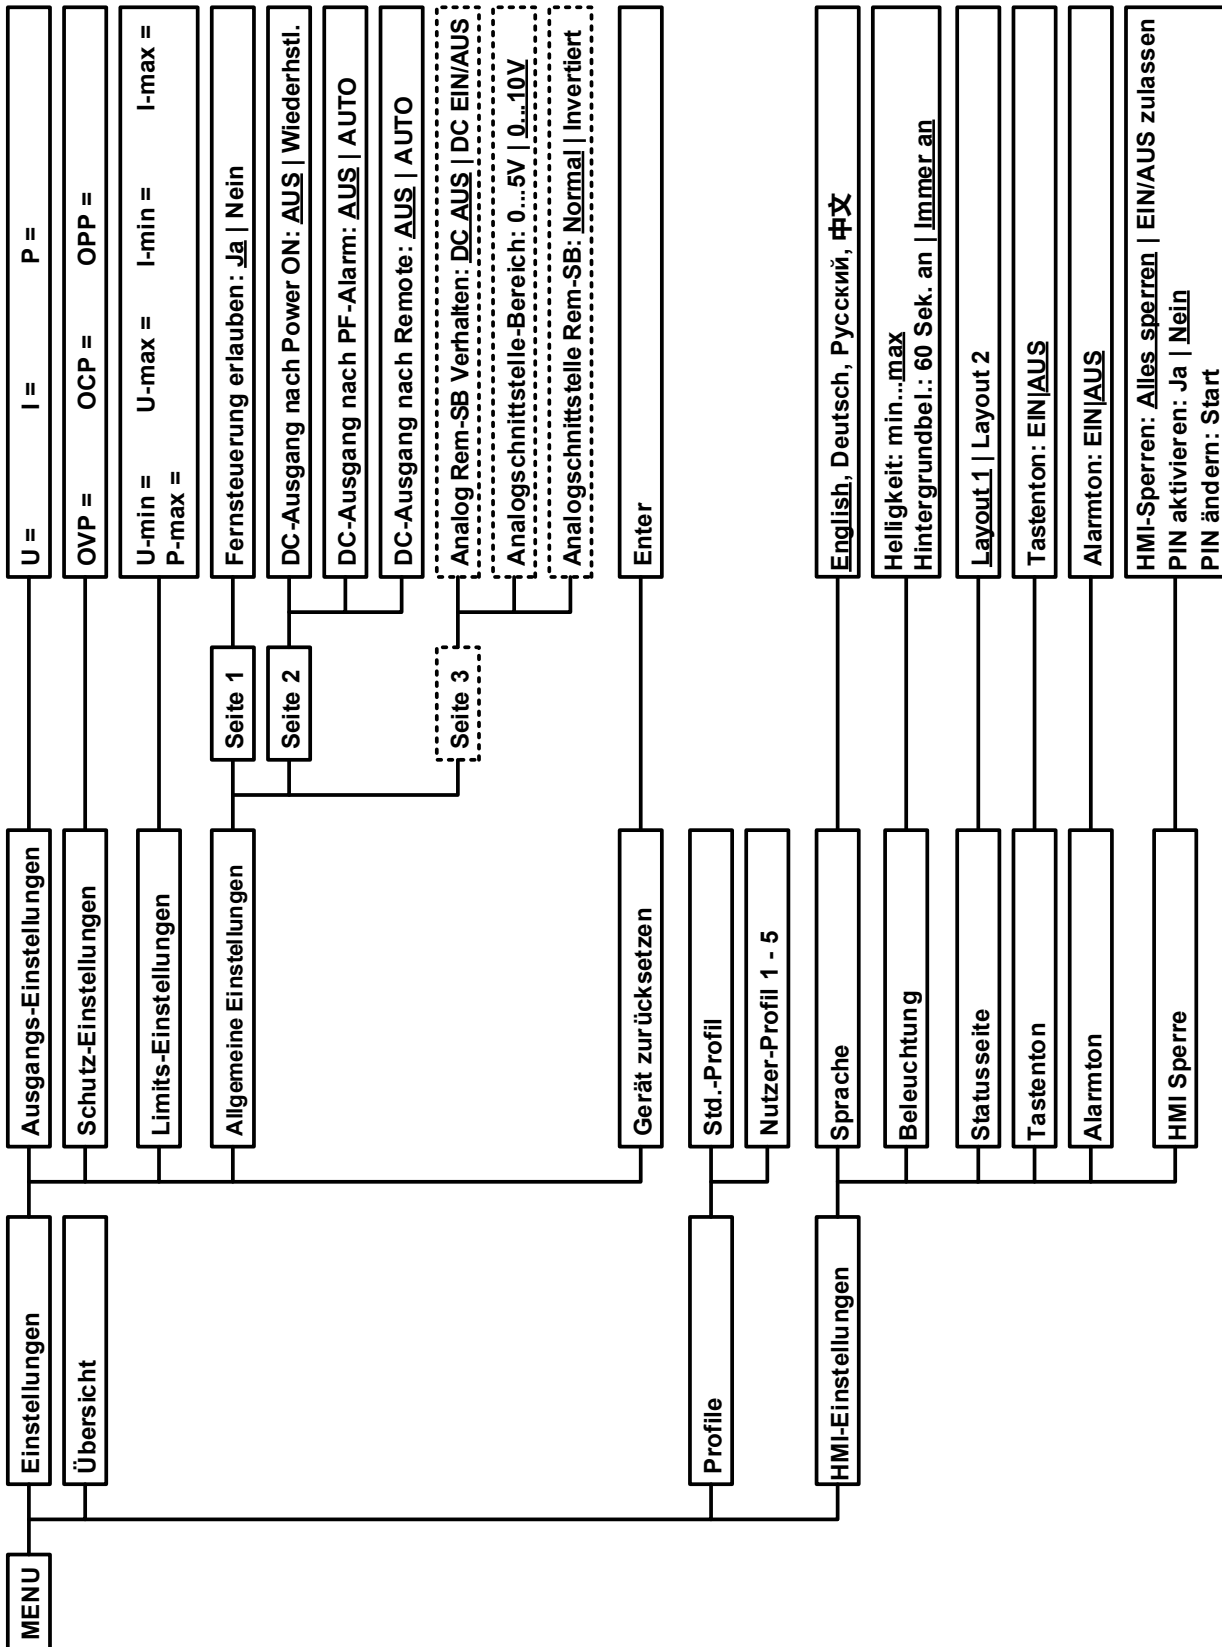 MENU
Einstellungen
Ausgangs-Einstellungen
U = I = P =
Schutz-Einstellungen
OVP = OCP = OPP =
Limits-Einstellungen
U-min = U-max = I-min = I-max =
P-max =
Allgemeine Einstellungen
Seite 1
Fernsteuerung erlauben: Ja | Nein
Seite 2
DC-Ausgang nach Power ON: AUS | Wiederhstl.
DC-Ausgang nach PF-Alarm: AUS | AUTO
DC-Ausgang nach Remote: AUS | AUTO
Seite 3
Analog Rem-SB Verhalten: DC AUS | DC EIN/AUS
Analogschnittstelle-Bereich: 0...5V | 0...10V
Analogschnittstelle Rem-SB: Normal | Invertiert
Gerät zurücksetzen
Enter
Übersicht
Profile
Std.-Profil
Nutzer-Profil 1 - 5
HMI-Einstellungen
Sprache
English, Deutsch, Русский, 中文
Beleuchtung
Helligkeit: min...max
Hintergrundbel.: 60 Sek. an | Immer an
Statusseite
Layout 1 | Layout 2
Tastenton
Tastenton: EIN|AUS
Alarmton
Alarmton: EIN|AUS
HMI Sperre
HMI-Sperren: Alles sperren | EIN/AUS zulassen
PIN aktivieren: Ja | Nein
PIN ändern: Start